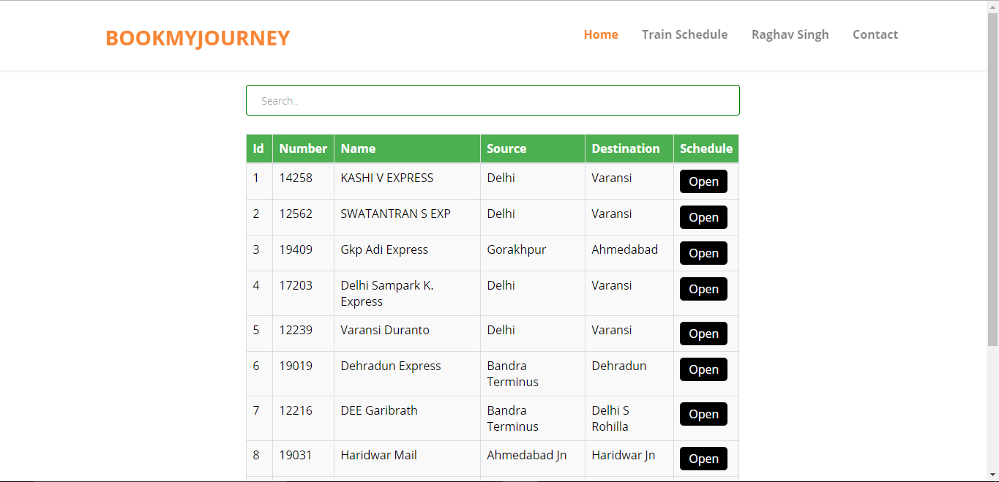 BOOKMYJOURNEY
Home Train Schedule Raghav Singh Contact
Search..
Id Number Name Source Destination Schedule
1 14258 KASHI V EXPRESS Delhi Varansi Open
2 12562 SWATANTRAN S EXP Delhi Varansi Open
3 19409 Gkp Adi Express Gorakhpur Ahmedabad Open
4 17203 Delhi Sampark K. Delhi Varansi Open
Express
5 12239 Varansi Duranto Delhi Varansi Open
6 19019 Dehradun Express Bandra Dehradun Open
Terminus
7 12216 DEE Garibrath Bandra Delhi S Open
Terminus Rohilla
8 19031 Haridwar Mail Ahmedabad Jn Haridwar Jn Open